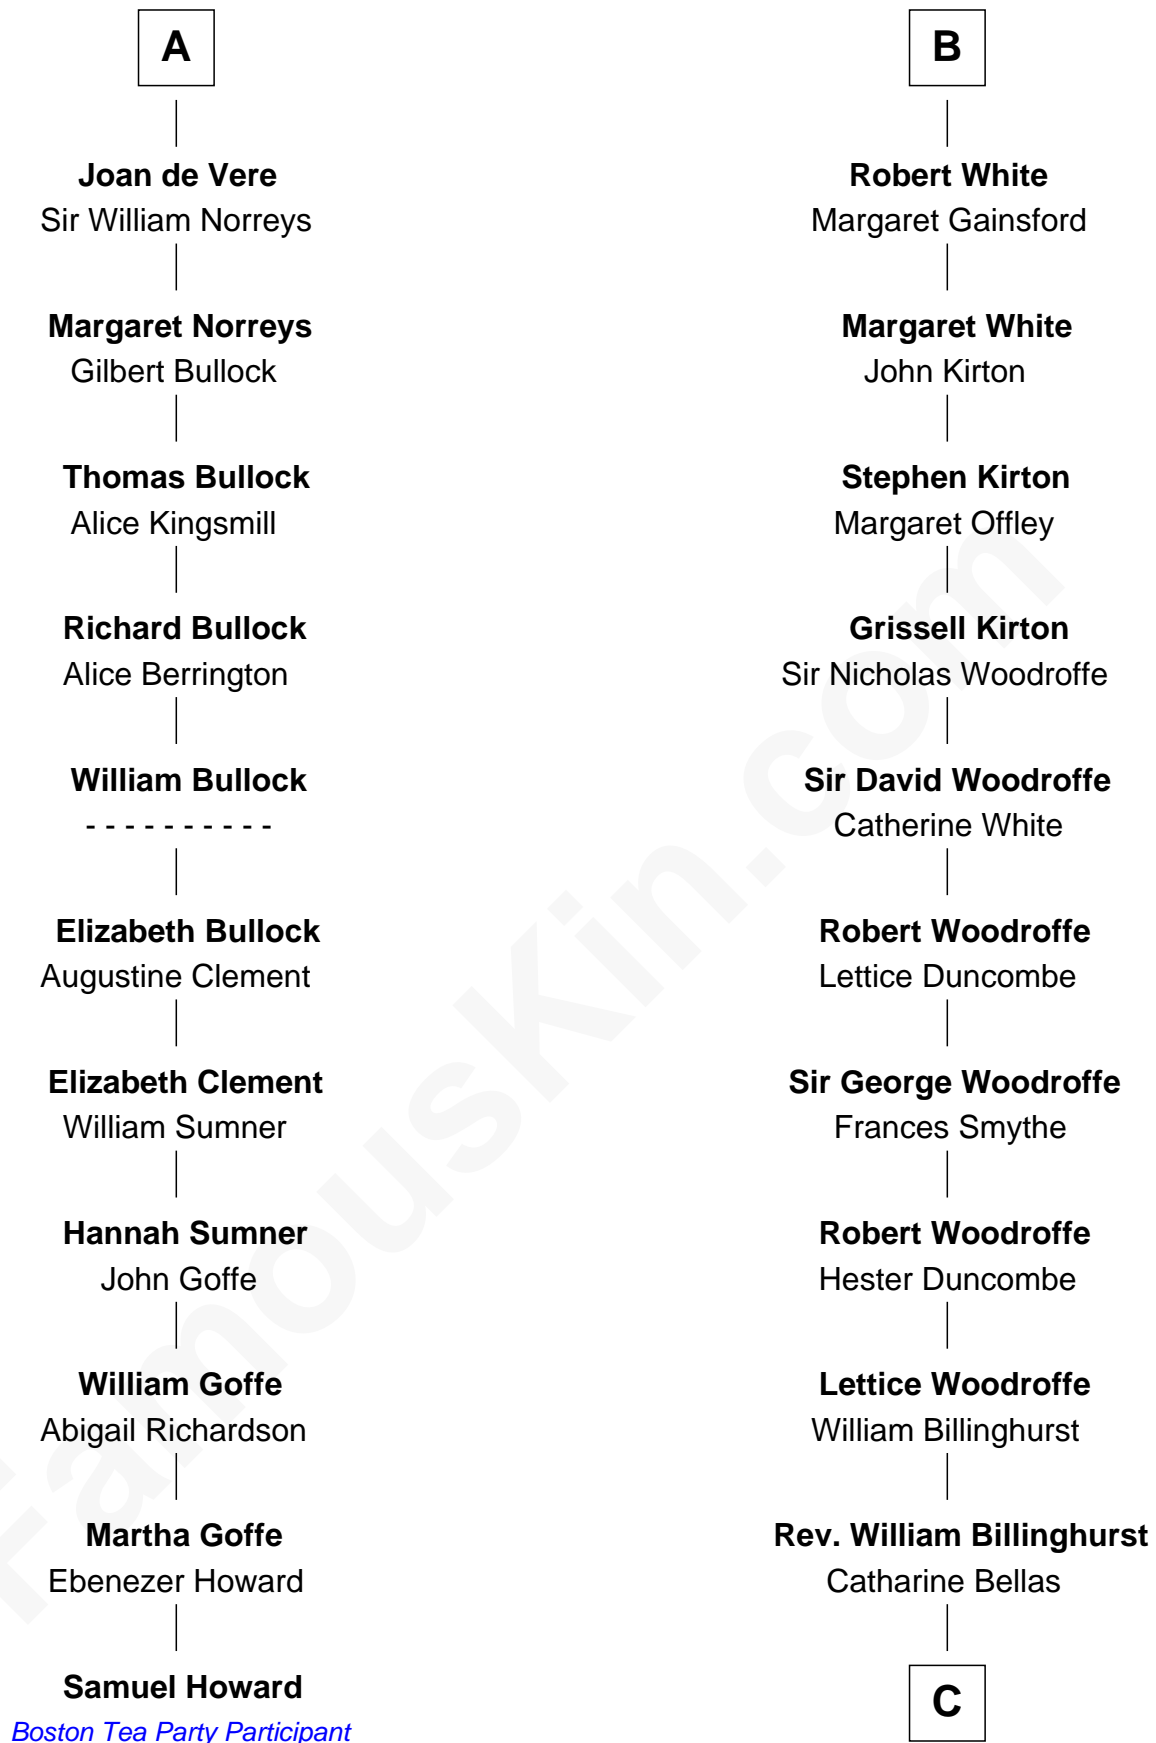 A
Joan de Vere
Sir William Norreys
Margaret Norreys
Gilbert Bullock
Thomas Bullock
Alice Kingsmill
Richard Bullock
Alice Berrington
William Bullock
- - - - - - - - - -
Elizabeth Bullock
Augustine Clement
Elizabeth Clement
William Sumner
Hannah Sumner
John Goffe
William Goffe
Abigail Richardson
Martha Goffe
Ebenezer Howard
Samuel Howard
Boston Tea Party Participant
B
Robert White
Margaret Gainsford
Margaret White
John Kirton
Stephen Kirton
Margaret Offley
Grissell Kirton
Sir Nicholas Woodroffe
Sir David Woodroffe
Catherine White
Robert Woodroffe
Lettice Duncombe
Sir George Woodroffe
Frances Smythe
Robert Woodroffe
Hester Duncombe
Lettice Woodroffe
William Billinghurst
Rev. William Billinghurst
Catharine Bellas
C
FamousKin.com